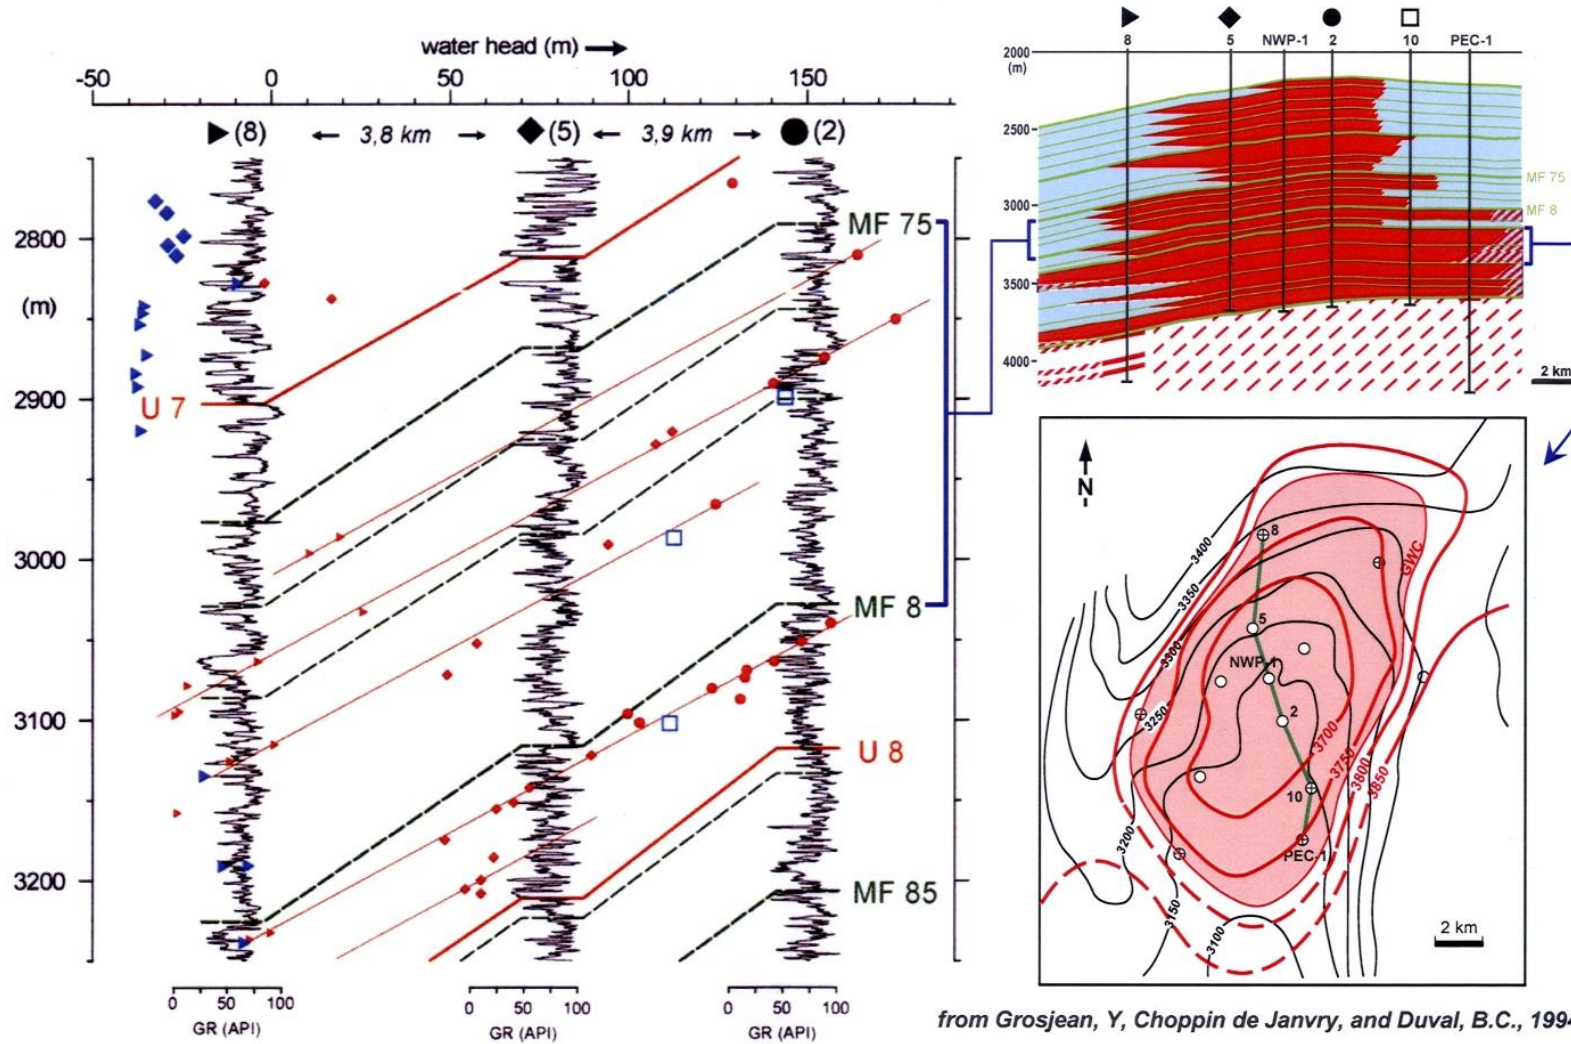 water head (m)
-50 0 50 100 150
(8) 3,8 km (5) 3,9 km (2)
2800
(m)
2900
3000
3100
3200
MF 75
U 7
MF 8
U 8
MF 85
0 50 100
GR (API)
0 50 100
GR (API)
0 50 100
GR (API)
8 5 NWP-1 2 10 PEC-1
2000
(m)
2500
3000
3500
4000
MF 75
MF 8
2 km
N
8
3400
GWC
3350
5
3300
NWP-1
3250
2
3700
3750
3800
3850
10
3200
PEC-1
3150
3100
2 km
from Grosjean, Y, Choppin de Janvry, and Duval, B.C., 1994